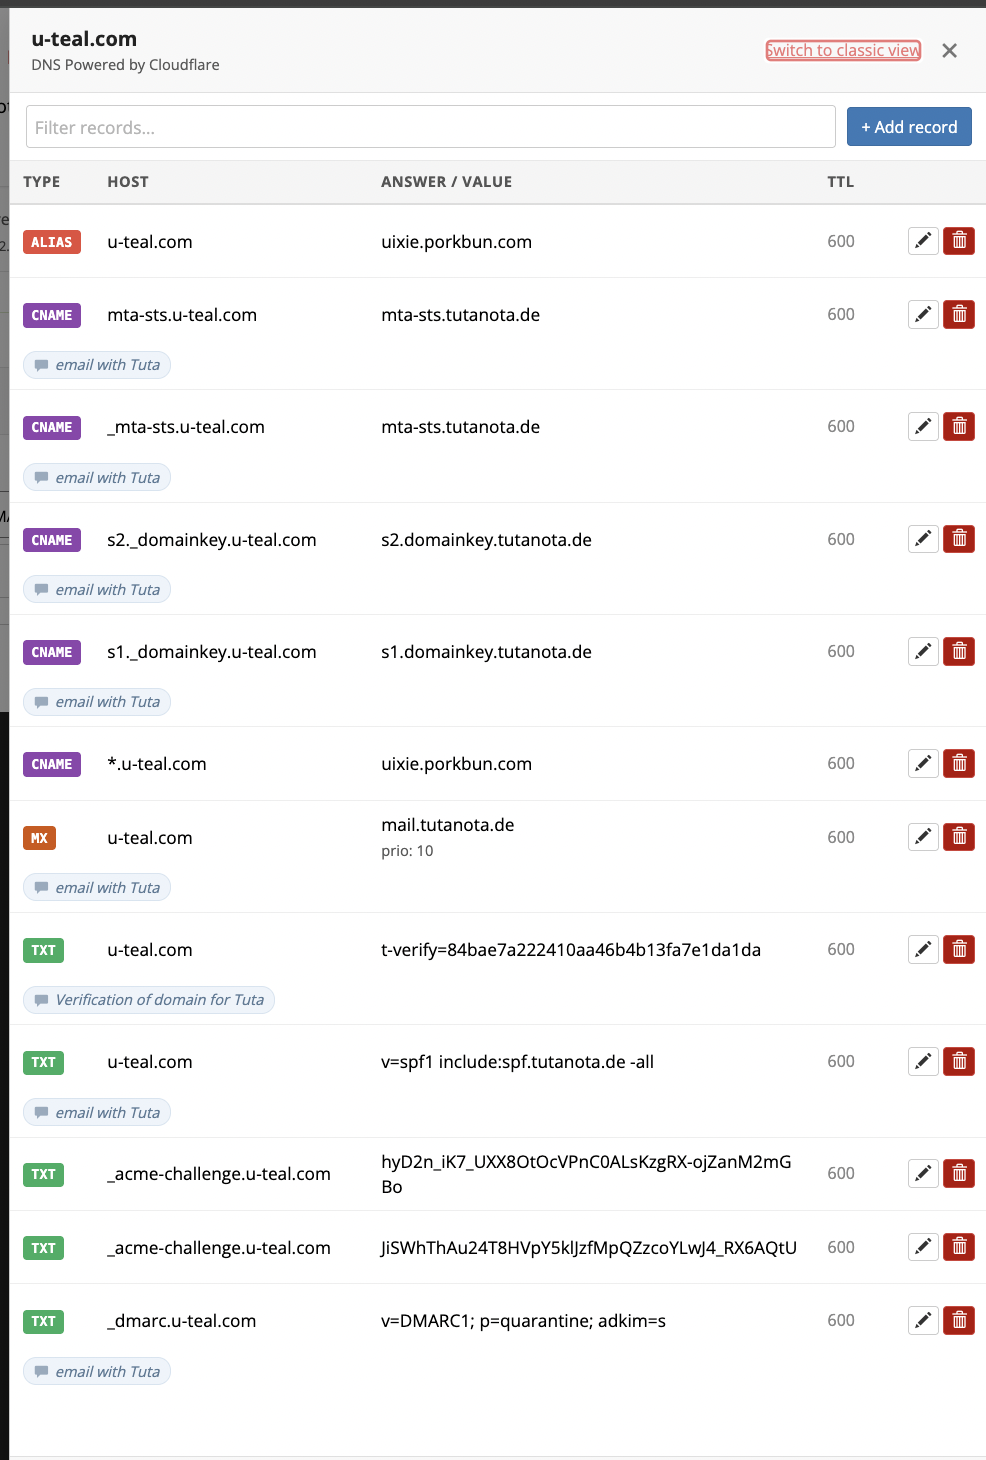 u-teal.com
DNS Powered by Cloudflare
Switch to classic view
Filter records...
+ Add record
TYPE HOST ANSWER / VALUE TTL
ALIAS u-teal.com uixie.porkbun.com 600
CNAME mta-sts.u-teal.com mta-sts.tutanota.de 600
email with Tuta
CNAME _mta-sts.u-teal.com mta-sts.tutanota.de 600
email with Tuta
CNAME s2._domainkey.u-teal.com s2.domainkey.tutanota.de 600
email with Tuta
CNAME s1._domainkey.u-teal.com s1.domainkey.tutanota.de 600
email with Tuta
CNAME *.u-teal.com uixie.porkbun.com 600
MX u-teal.com mail.tutanota.de 600
prio: 10
email with Tuta
TXT u-teal.com t-verify=84bae7a222410aa46b4b13fa7e1da1da 600
Verification of domain for Tuta
TXT u-teal.com v=spf1 include:spf.tutanota.de -all 600
email with Tuta
TXT _acme-challenge.u-teal.com hyD2n_iK7_UXX8OtOcVPnC0ALsKzgRX-ojZanM2mG 600
Bo
TXT _acme-challenge.u-teal.com JiSWhThAu24T8HVpY5klJzfMpQZzcoYLwJ4_RX6AQtU 600
TXT _dmarc.u-teal.com v=DMARC1; p=quarantine; adkim=s 600
email with Tuta